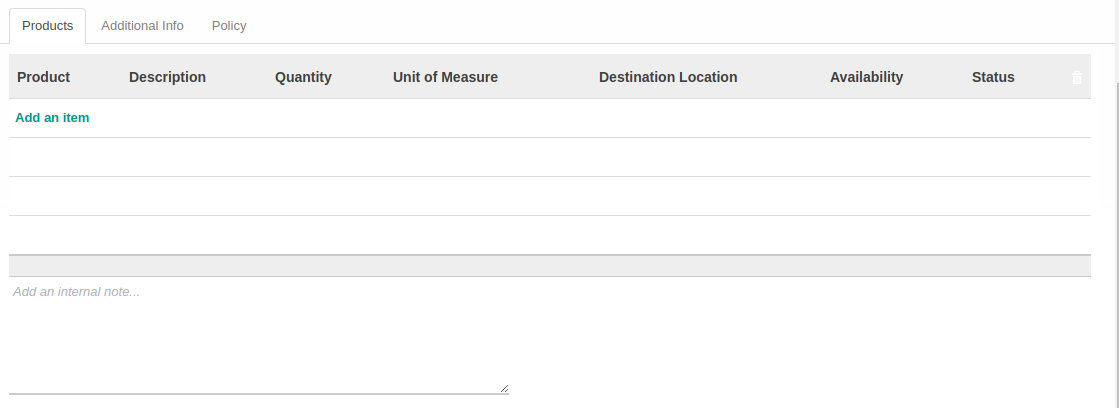 Products Additional Info Policy
Product Description Quantity Unit of Measure Destination Location Availability Status
Add an item
Add an internal note...